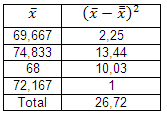 x̄ (x̄ − x̿)²
69,667 2,25
74.833 13,44
68 10,03
72,167 1
Total 26,72